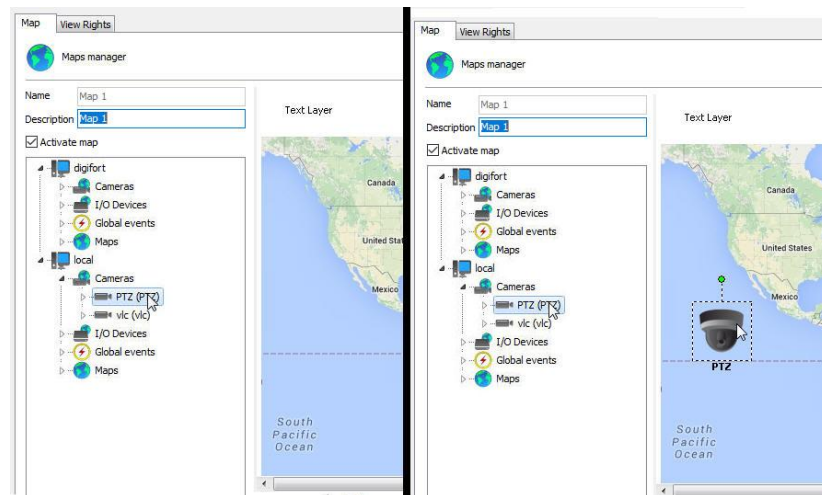 Map View Rights
Maps manager
Name Map 1
Description Map 1
Activate map
digifort
Cameras
I/O Devices
Global events
Maps
local
Cameras
PTZ (PTZ)
vlc (vlc)
I/O Devices
Global events
Maps
Text Layer
Canada
United Stat
Mexico
South
Pacific
Ocean
Map View Rights
Maps manager
Name Map 1
Description Map 1
Activate map
digifort
Cameras
I/O Devices
Global events
Maps
local
Cameras
PTZ (PTZ)
vlc (vlc)
I/O Devices
Global events
Maps
Text Layer
Canada
United States
Mexico
PTZ
South
Pacific
Ocean